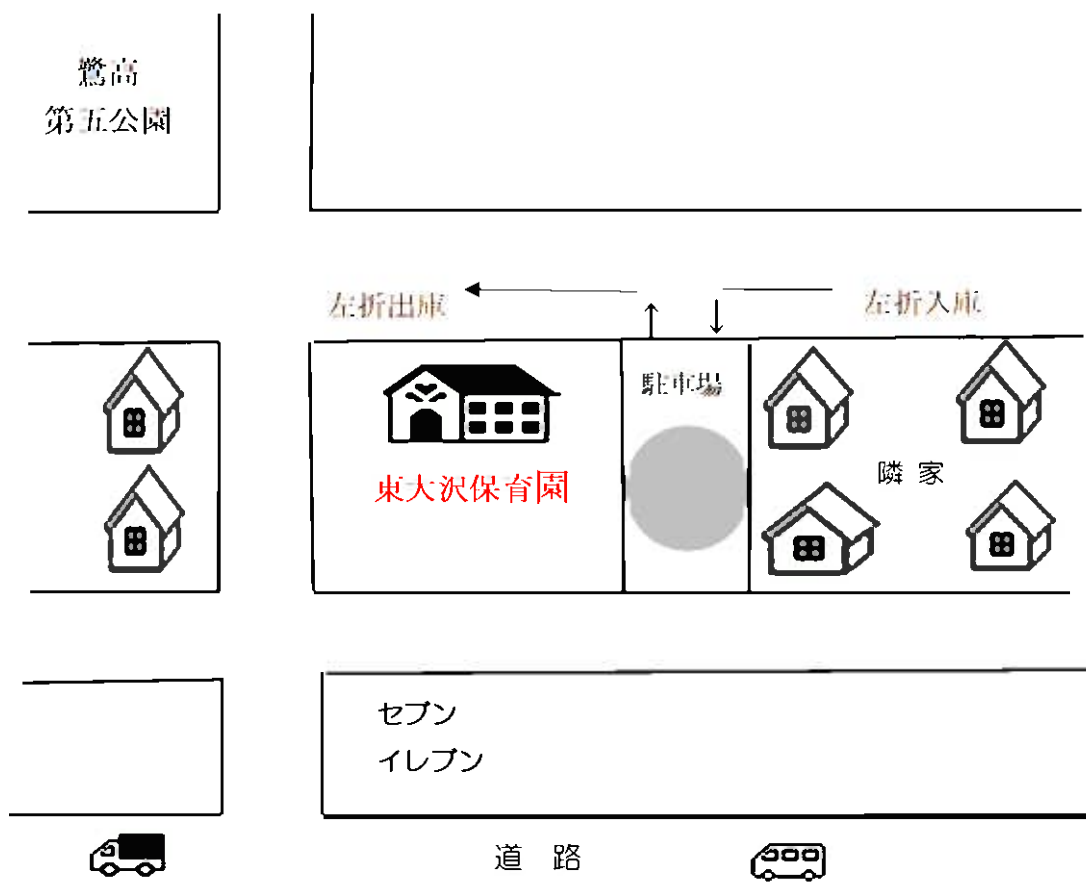 鷺高
第五公園
左折出庫
左折入庫
駐車場
東大沢保育園
隣家
セブン
イレブン
道路